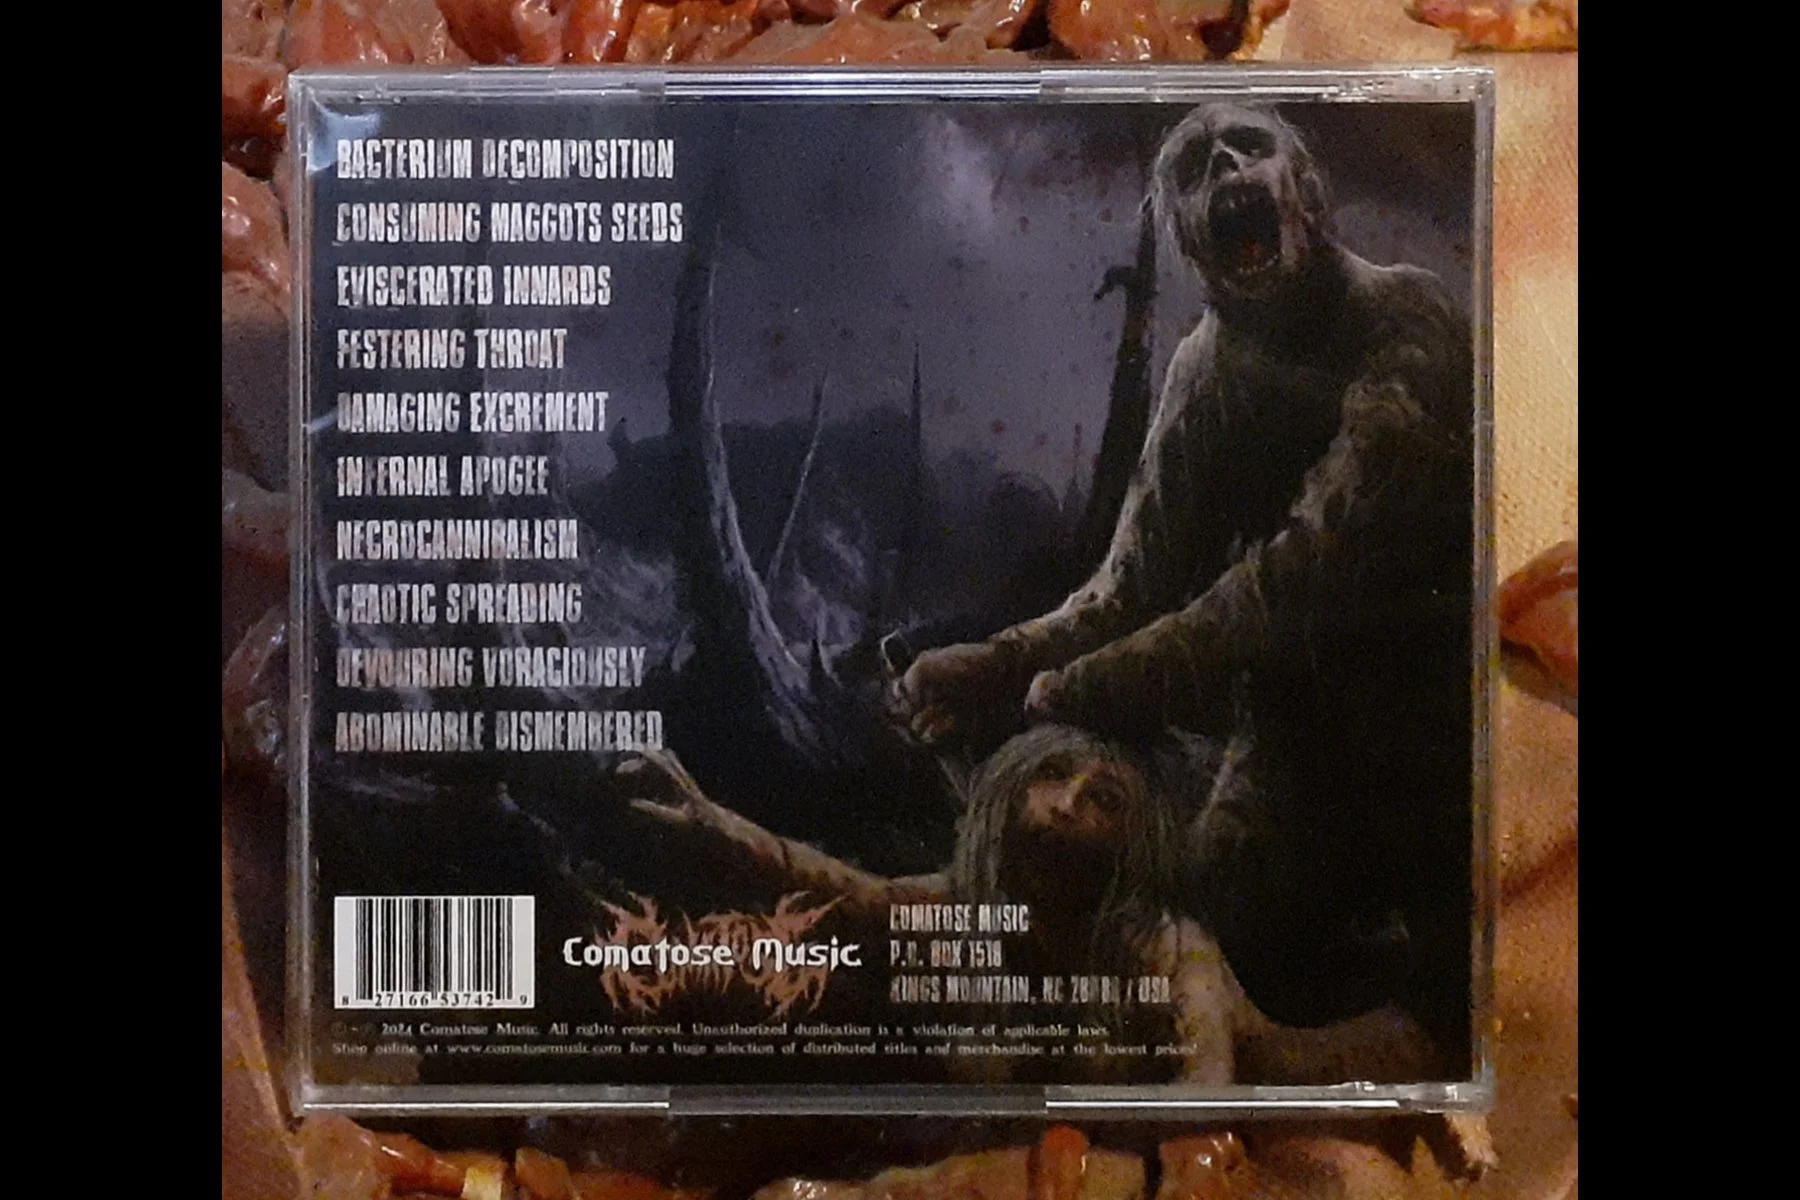 BACTERIUM DECOMPOSITION
CONSUMING MAGGOTS SEEDS
EVISCERATED INNARDS
FESTERING THROAT
DAMAGING EXCREMENT
INFERNAL APOGEE
NECROCANNIBALISM
CHAOTIC SPREADING
DEVOURING VORACIOUSLY
ABOMINABLE DISMEMBERED
8 27166 53742 9
Comatose Music
COMATOSE MUSIC
P.O. BOX 1518
KINGS MOUNTAIN, NC 28086 / USA
© - ℗ 2024 Comatose Music. All rights reserved. Unauthorized duplication is a violation of applicable laws.
Shop online at www.comatosemusic.com for a huge selection of distributed titles and merchandise at the lowest prices!